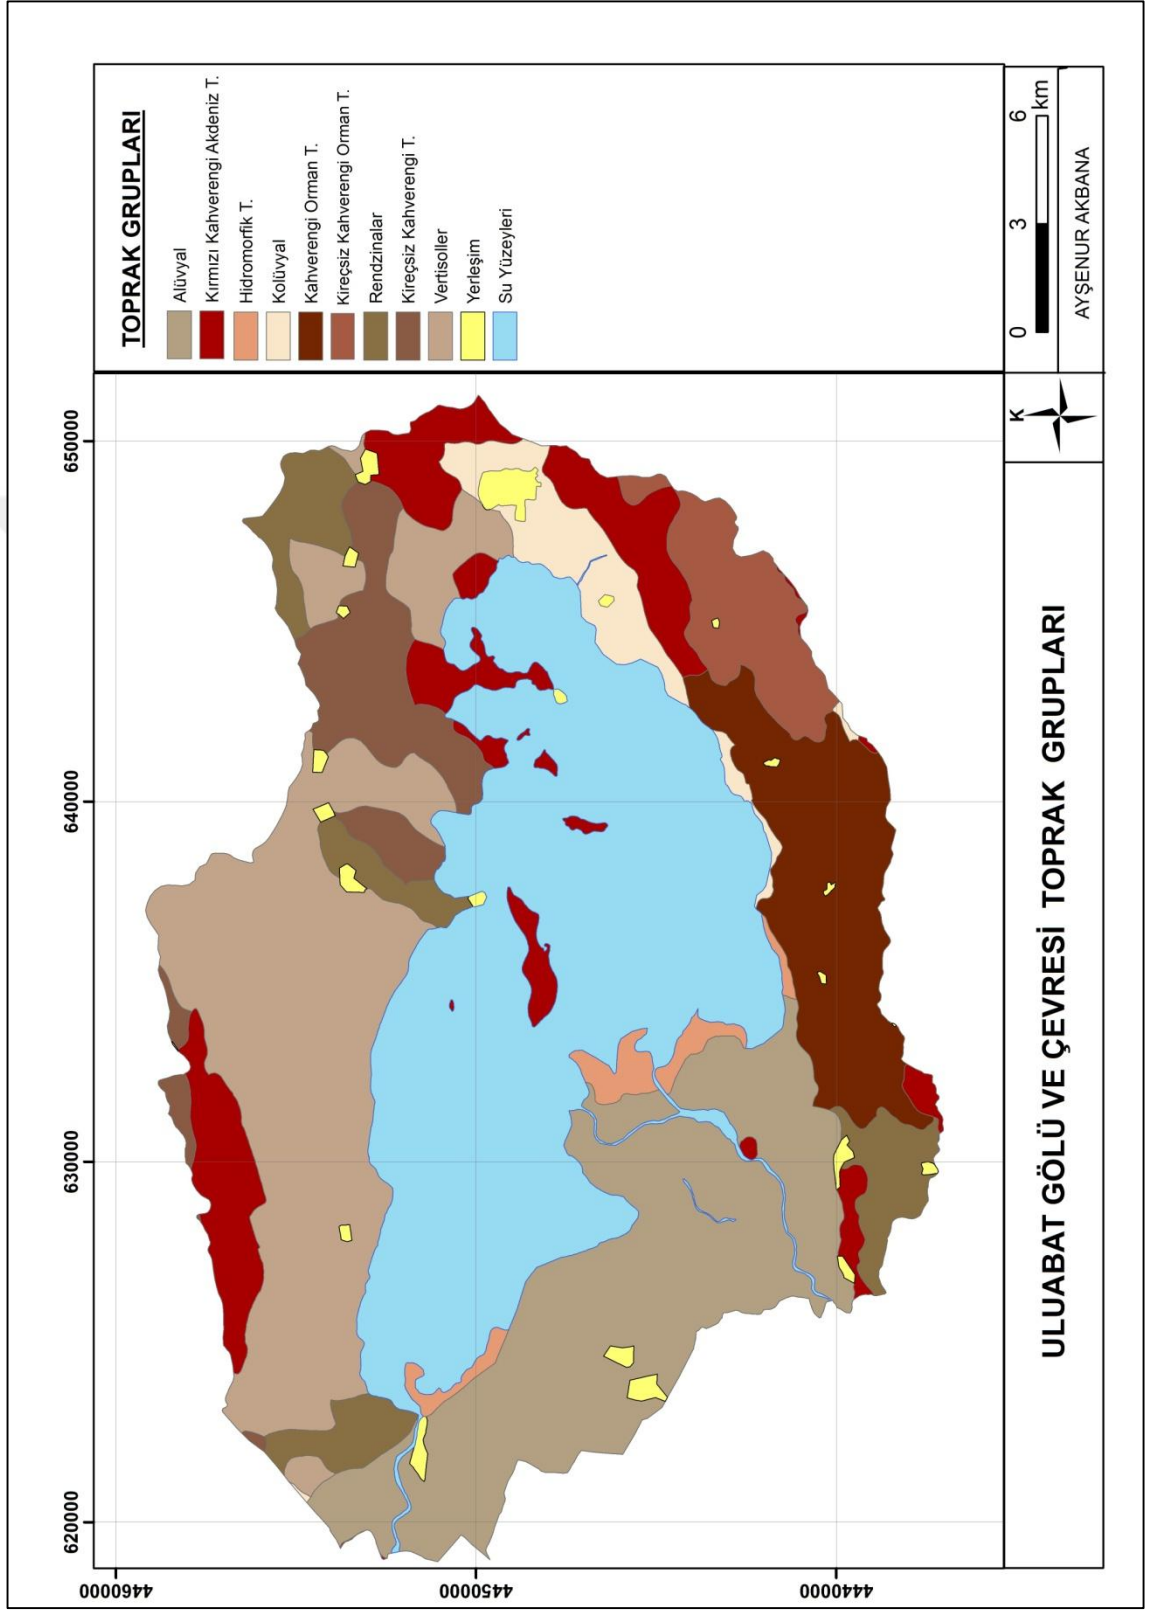 TOPRAK GRUPLARI
Alüvyal
Kırmızı Kahverengi Akdeniz T.
Hidromorfik T.
Kolüvyal
Kahverengi Orman T.
Kireçsiz Kahverengi Orman T.
Rendzinalar
Kireçsiz Kahverengi T.
Vertisoller
Yerleşim
Su Yüzeyleri
620000
630000
640000
650000
4460000
4450000
4440000
K
0 3 6
km
AYŞENUR AKBANA
ULUABAT GÖLÜ VE ÇEVRESİ TOPRAK GRUPLARI